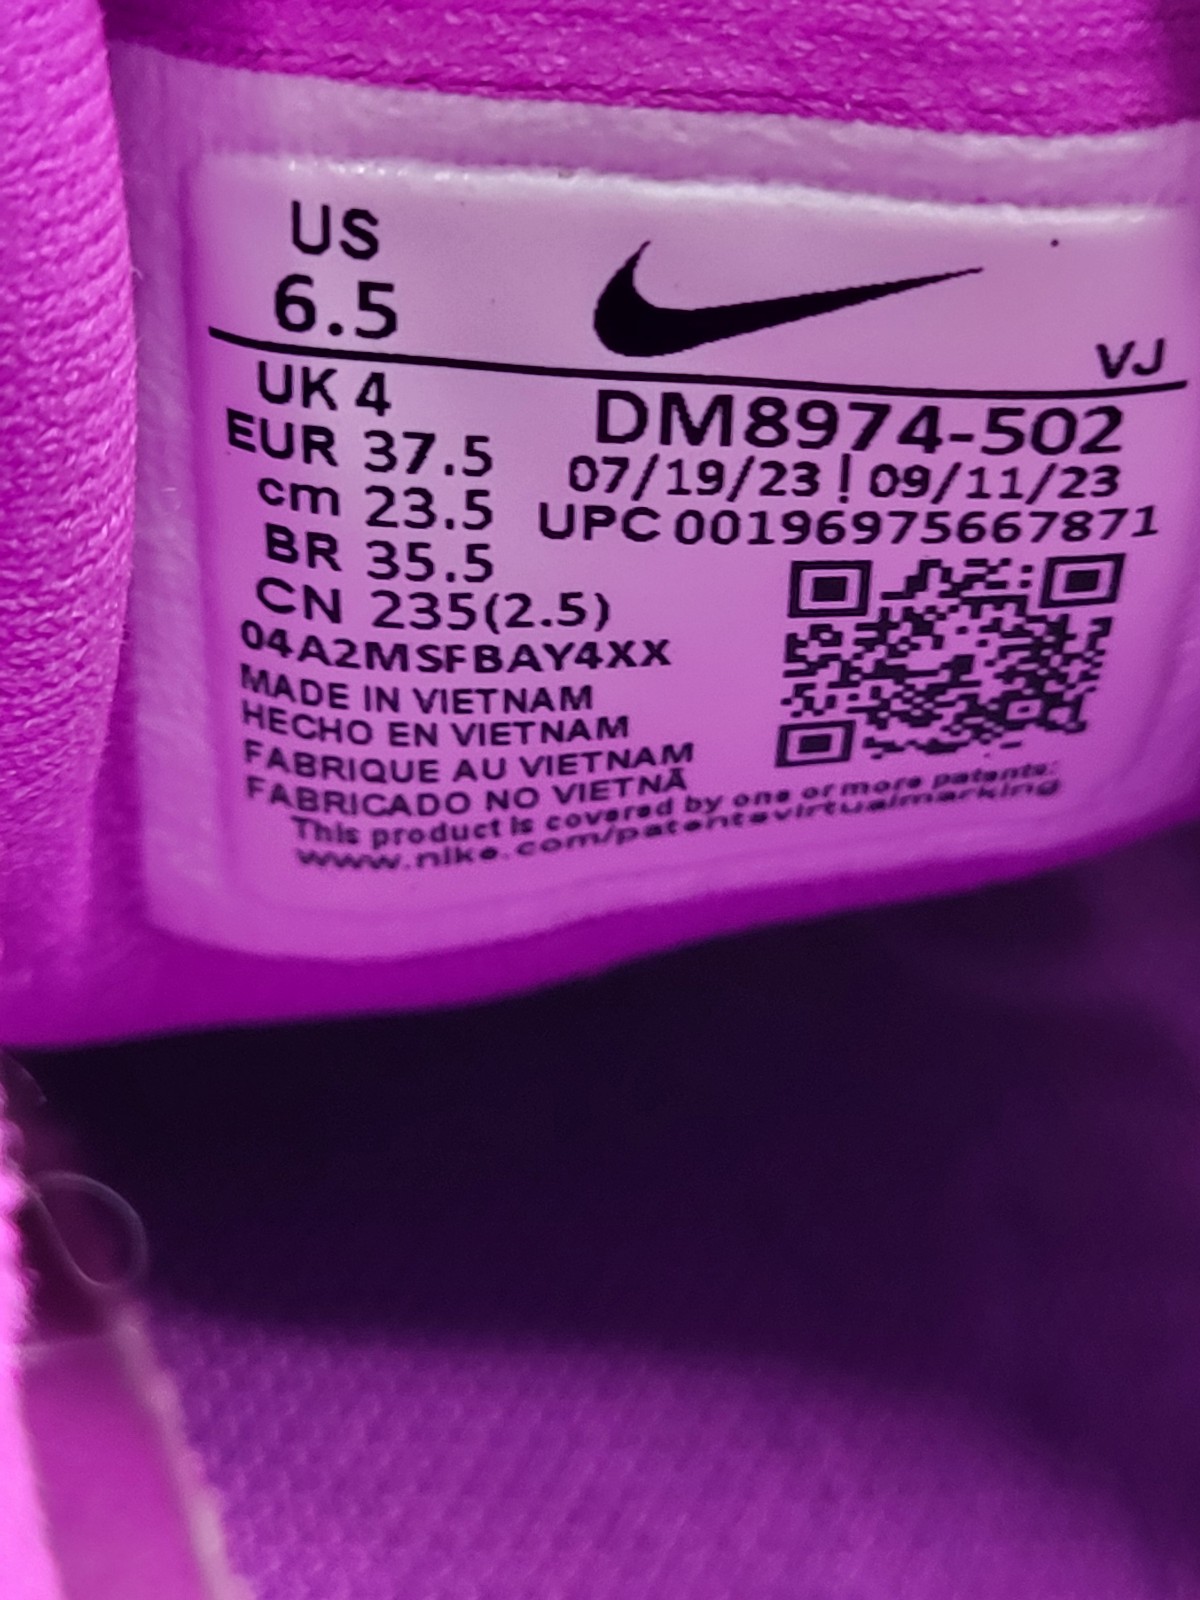 US
6.5
VJ
UK 4
EUR 37.5
cm 23.5
BR 35.5
CN 235(2.5)
DM8974-502
07/19/23 ! 09/11/23
UPC 00196975667871
04A2MSFBAY4XX
MADE IN VIETNAM
HECHO EN VIETNAM
FABRIQUE AU VIETNAM
FABRICADO NO VIETNÃ
This product is covered by one or more patents:
www.nike.com/patentsvirtualmarking